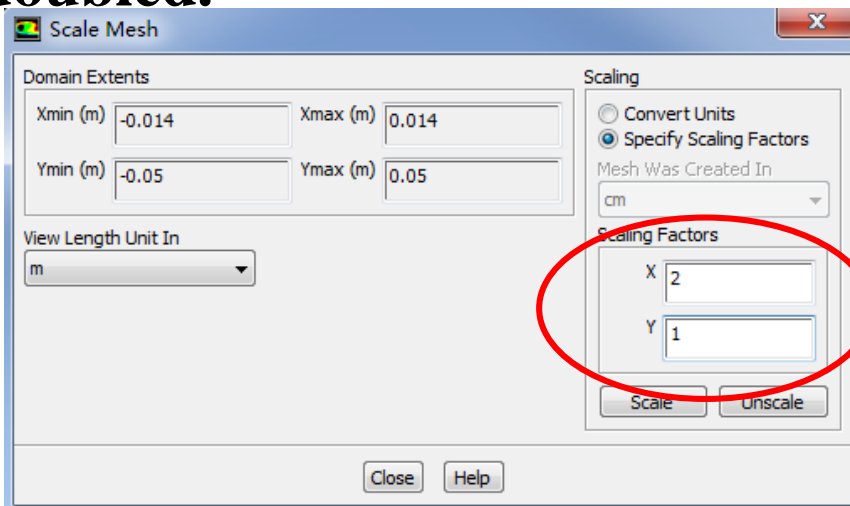 doubled.
Scale Mesh
Domain Extents
Xmin (m) -0.014 Xmax (m) 0.014
Ymin (m) -0.05 Ymax (m) 0.05
View Length Unit In
m
Scaling
Convert Units
Specify Scaling Factors
Mesh Was Created In
cm
Scaling Factors
X 2
Y 1
Scale Unscale
Close Help